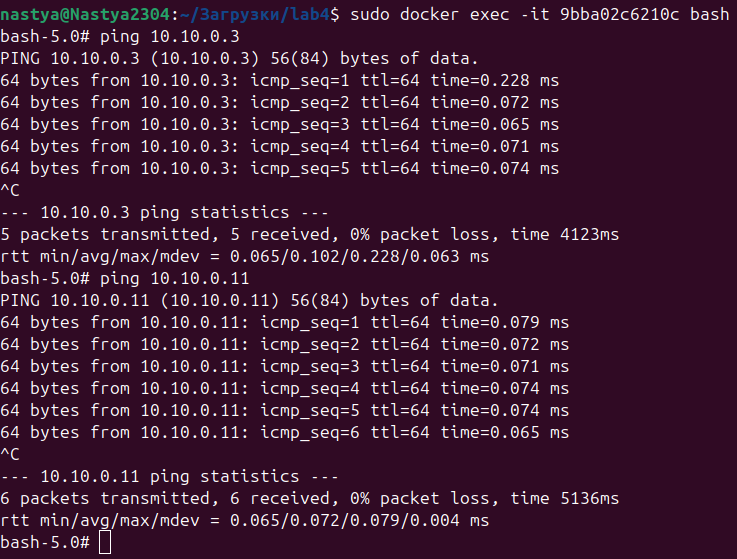 nastya@Nastya2304:~/Загрузки/lab4$ sudo docker exec -it 9bba02c6210c bash
bash-5.0# ping 10.10.0.3
PING 10.10.0.3 (10.10.0.3) 56(84) bytes of data.
64 bytes from 10.10.0.3: icmp_seq=1 ttl=64 time=0.228 ms
64 bytes from 10.10.0.3: icmp_seq=2 ttl=64 time=0.072 ms
64 bytes from 10.10.0.3: icmp_seq=3 ttl=64 time=0.065 ms
64 bytes from 10.10.0.3: icmp_seq=4 ttl=64 time=0.071 ms
64 bytes from 10.10.0.3: icmp_seq=5 ttl=64 time=0.074 ms
^C
--- 10.10.0.3 ping statistics ---
5 packets transmitted, 5 received, 0% packet loss, time 4123ms
rtt min/avg/max/mdev = 0.065/0.102/0.228/0.063 ms
bash-5.0# ping 10.10.0.11
PING 10.10.0.11 (10.10.0.11) 56(84) bytes of data.
64 bytes from 10.10.0.11: icmp_seq=1 ttl=64 time=0.079 ms
64 bytes from 10.10.0.11: icmp_seq=2 ttl=64 time=0.072 ms
64 bytes from 10.10.0.11: icmp_seq=3 ttl=64 time=0.071 ms
64 bytes from 10.10.0.11: icmp_seq=4 ttl=64 time=0.074 ms
64 bytes from 10.10.0.11: icmp_seq=5 ttl=64 time=0.074 ms
64 bytes from 10.10.0.11: icmp_seq=6 ttl=64 time=0.065 ms
^C
--- 10.10.0.11 ping statistics ---
6 packets transmitted, 6 received, 0% packet loss, time 5136ms
rtt min/avg/max/mdev = 0.065/0.072/0.079/0.004 ms
bash-5.0#